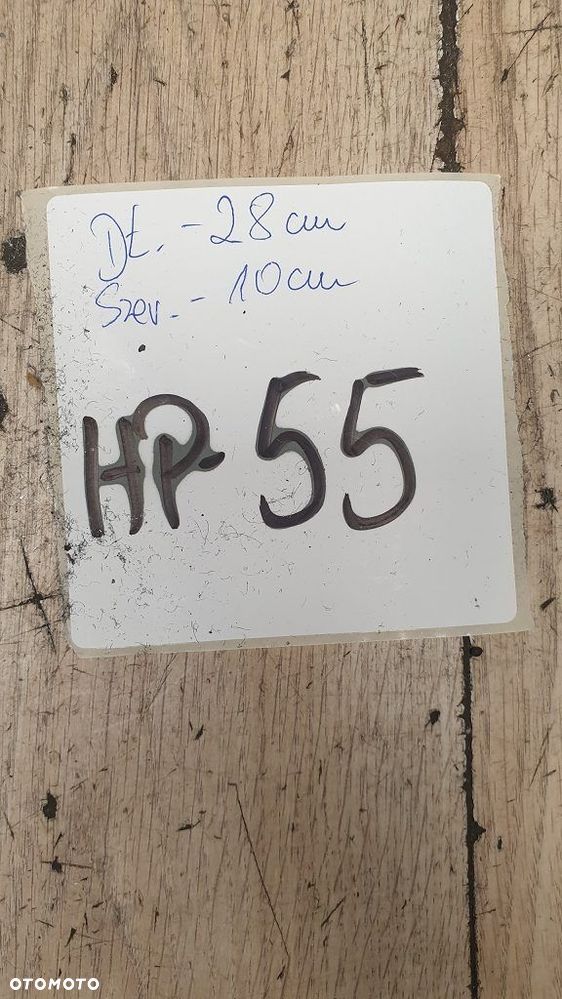 Dł. - 28 cm
Szer. - 10 cm
HP. 55
OTOMOTO